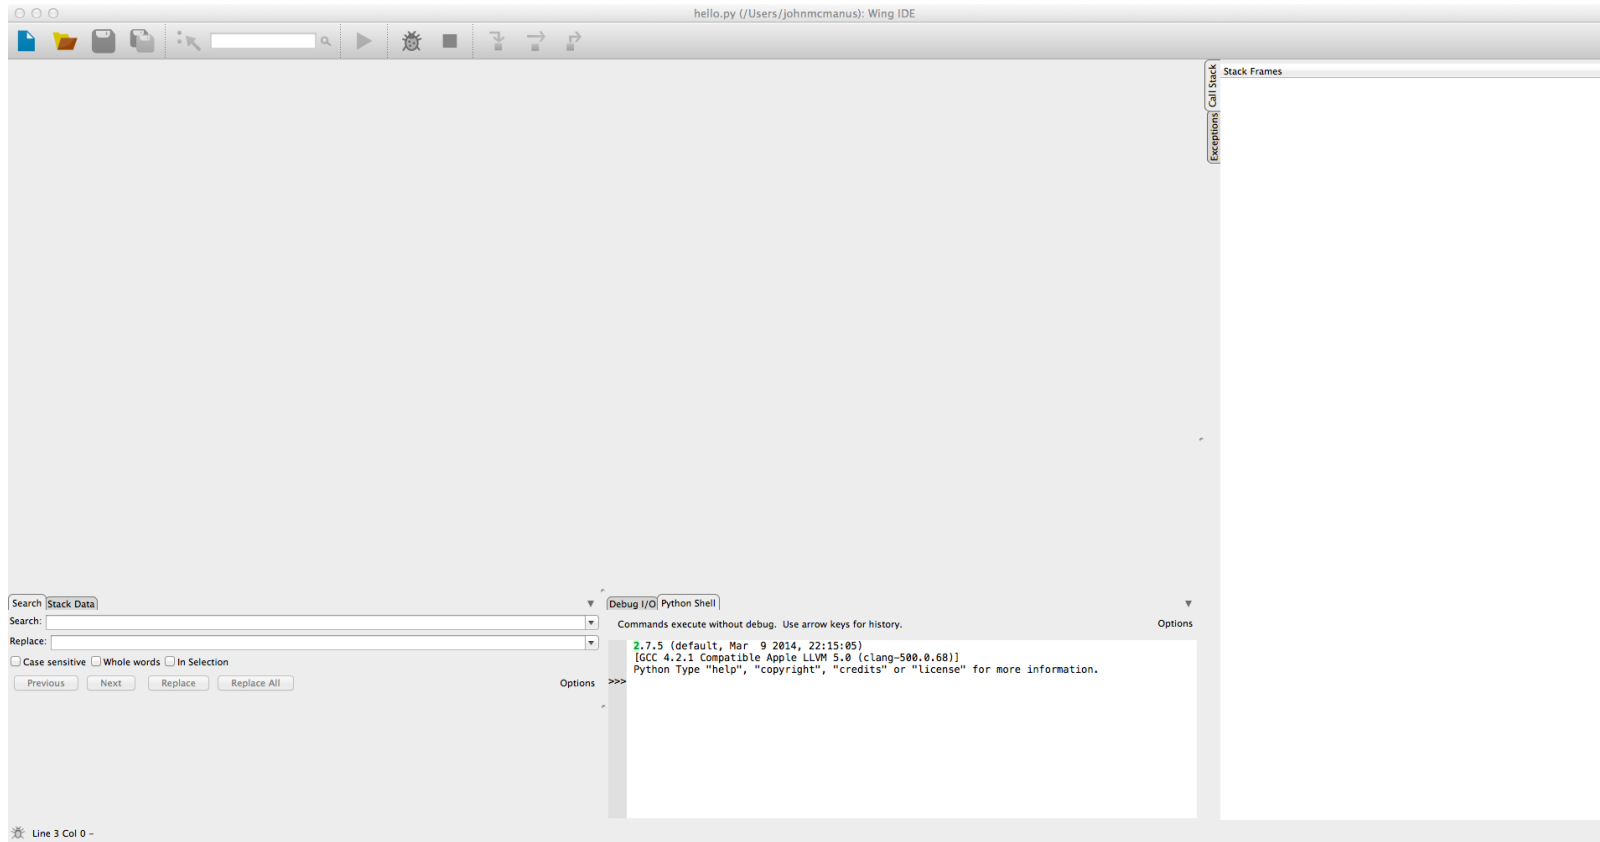 hello.py (/Users/johnmcmanus): Wing IDE
Call Stack
Exceptions
Stack Frames
Search Stack Data
Search:
Replace:
Case sensitive Whole words In Selection
Previous Next Replace Replace All Options
Debug I/O Python Shell
Commands execute without debug. Use arrow keys for history. Options
2.7.5 (default, Mar  9 2014, 22:15:05)
[GCC 4.2.1 Compatible Apple LLVM 5.0 (clang-500.0.68)]
Python Type "help", "copyright", "credits" or "license" for more information.
>>>
Line 3 Col 0 -